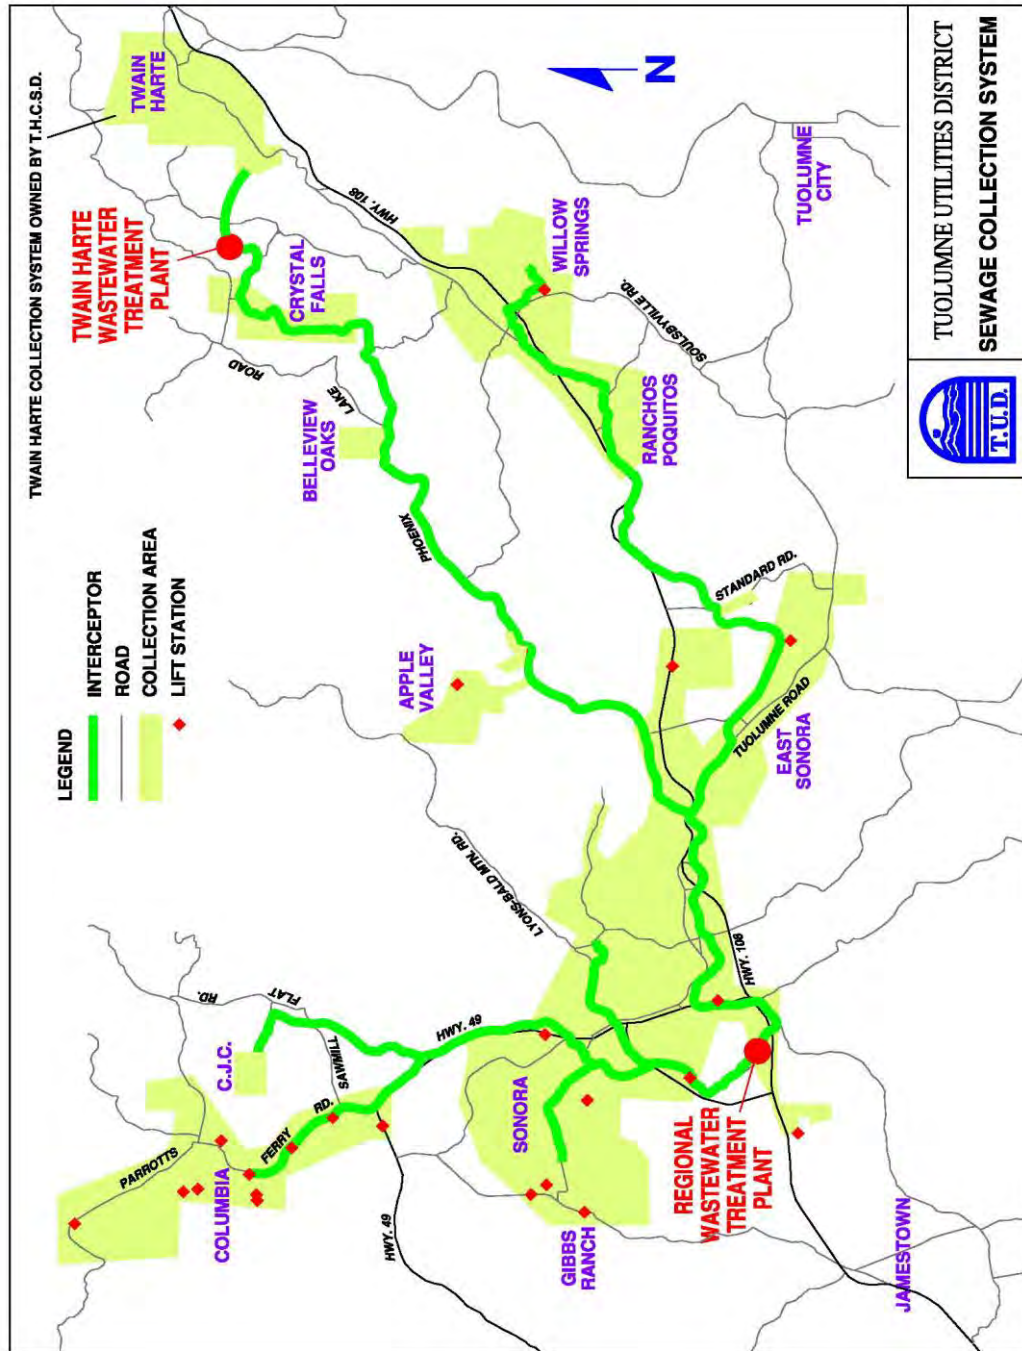 TWAIN HARTE COLLECTION SYSTEM OWNED BY T.H.C.S.D.
LEGEND
INTERCEPTOR
ROAD
COLLECTION AREA
LIFT STATION
TWAIN
HARTE
TWAIN HARTE
WASTEWATER
TREATMENT
PLANT
CRYSTAL
FALLS
ROAD
LAKE
BELLEVIEW
OAKS
PHOENIX
HWY. 108
WILLOW
SPRINGS
SOULSBYVILLE RD.
RANCHOS
POQUITOS
TUOLUMNE
CITY
N
APPLE
VALLEY
STANDARD RD.
TUOLUMNE ROAD
EAST
SONORA
LYONS-BALD MTN. RD.
HWY. 108
RD.
FLAT
SAWMILL
C.J.C.
HWY. 49
PARROTTS
FERRY
RD.
COLUMBIA
HWY. 49
SONORA
GIBBS
RANCH
REGIONAL
WASTEWATER
TREATMENT
PLANT
JAMESTOWN
T.U.D.
TUOLUMNE UTILITIES DISTRICT
SEWAGE COLLECTION SYSTEM